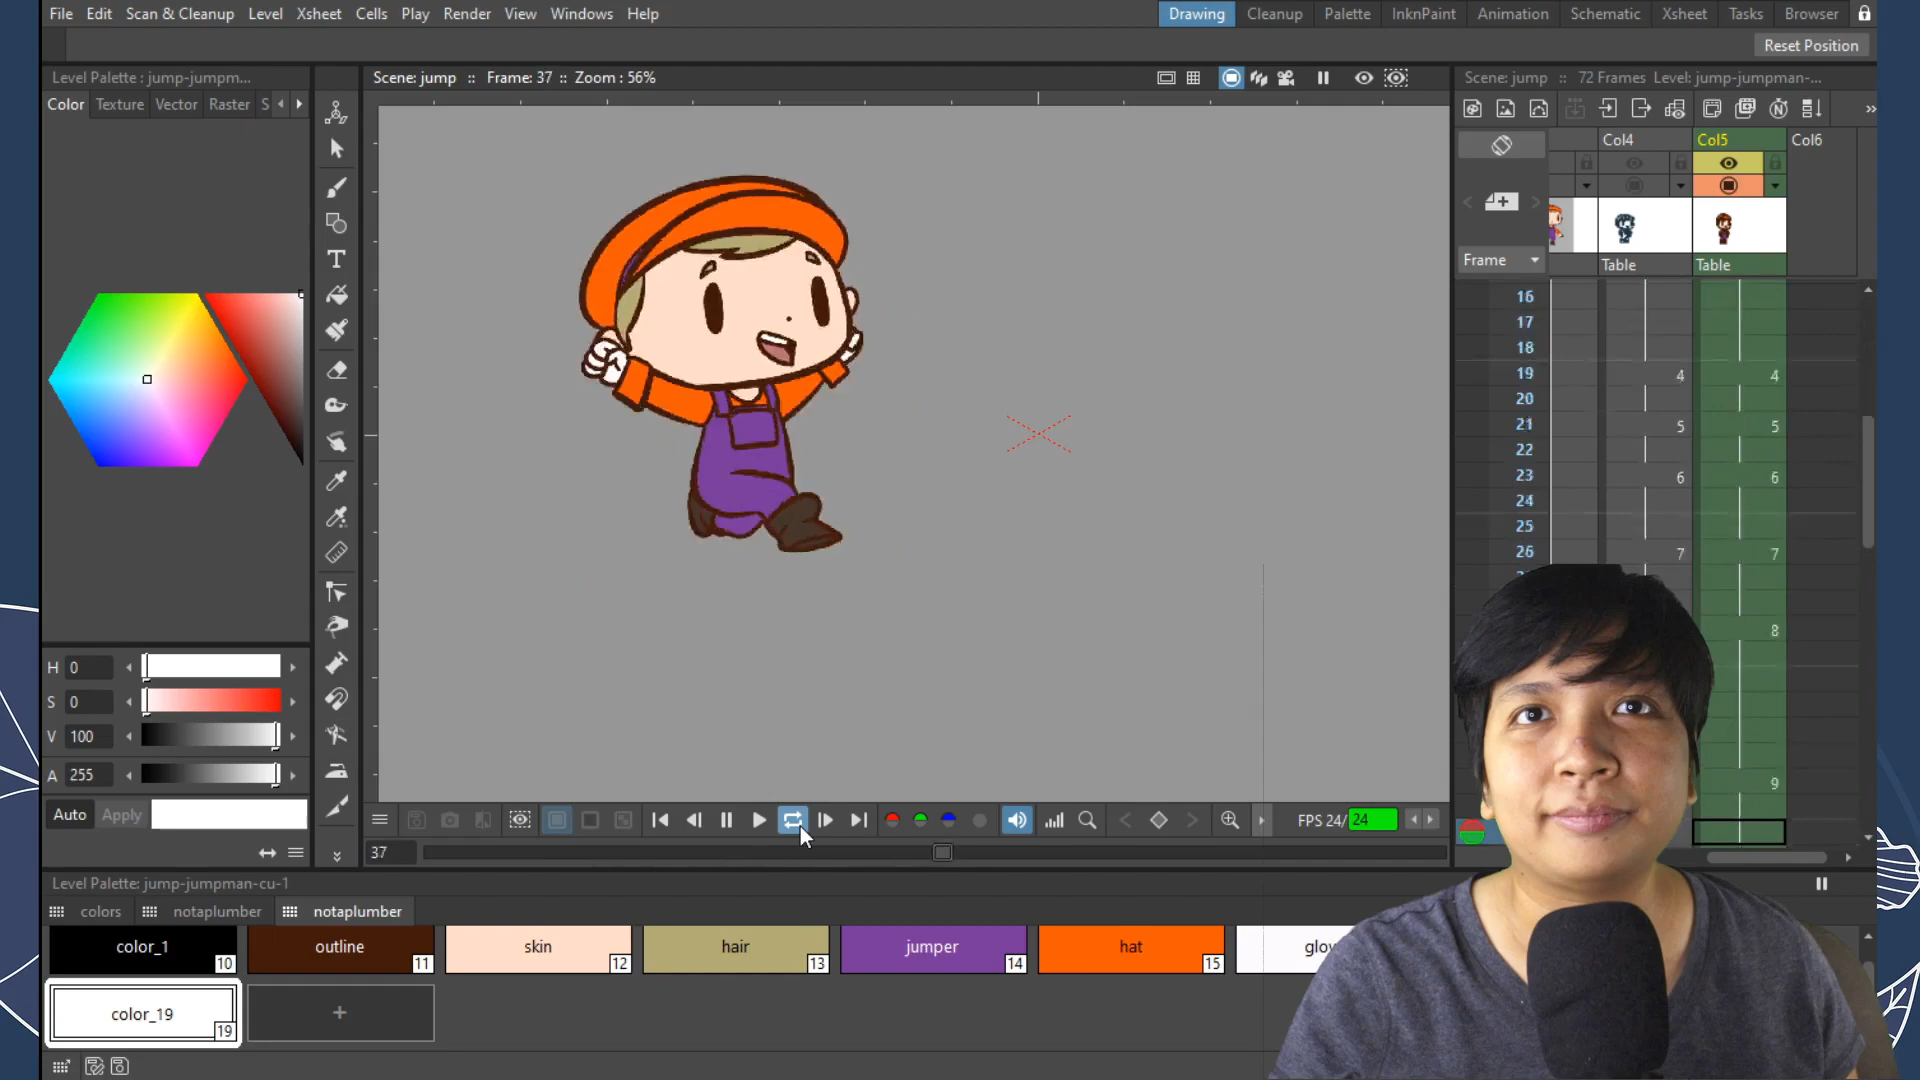 File Edit Scan & Cleanup Level Xsheet Cells Play Render View Windows Help
Drawing Cleanup Palette InknPaint Animation Schematic Xsheet Tasks Browser
Reset Position
Level Palette : jump-jumpm...
Scene: jump :: Frame: 37 :: Zoom : 56%
Scene: jump :: 72 Frames Level: jump-jumpman-...
Color Texture Vector Raster S
»
Col4 Col5 Col6
Frame
Table Table
16
17
18
19 4 4
20
21 5 5
22
23 6 6
24
25
26 7 7
8
9
H 0
S 0
V 100
A 255
Auto Apply
FPS 24/ 24
37
Level Palette: jump-jumpman-cu-1
colors notaplumber notaplumber
color_1 10
outline 11
skin 12
hair 13
jumper 14
hat 15
color_19 19
+